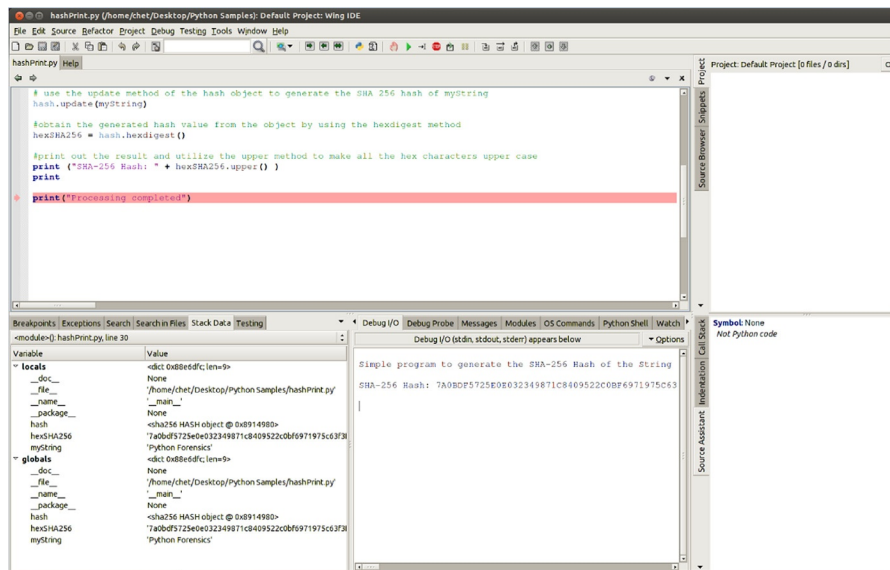 hashPrint.py (/home/chet/Desktop/Python Samples): Default Project: Wing IDE
File Edit Source Refactor Project Debug Testing Tools Window Help
hashPrint.py Help
# use the update method of the hash object to generate the SHA 256 hash of myString
hash.update(myString)
#obtain the generated hash value from the object by using the hexdigest method
hexSHA256 = hash.hexdigest()
#print out the result and utilize the upper method to make all the hex characters upper case
print ("SHA-256 Hash: " + hexSHA256.upper() )
print
print("Processing completed")
Project: Default Project [0 files / 0 dirs]
Project
Snippets
Source Browser
Breakpoints Exceptions Search Search in Files Stack Data Testing
<module>(): hashPrint.py, line 30
Variable Value
locals <dict 0x88e6dfc; len=9>
__doc__ None
__file__ '/home/chet/Desktop/Python Samples/hashPrint.py'
__name__ '__main__'
__package__ None
hash <sha256 HASH object @ 0x8914980>
hexSHA256 '7a0bdf5725e0e032349871c8409522c0bf6971975c63f3
myString 'Python Forensics'
globals <dict 0x88e6dfc; len=9>
__doc__ None
__file__ '/home/chet/Desktop/Python Samples/hashPrint.py'
__name__ '__main__'
__package__ None
hash <sha256 HASH object @ 0x8914980>
hexSHA256 '7a0bdf5725e0e032349871c8409522c0bf6971975c63f3
myString 'Python Forensics'
Debug I/O Debug Probe Messages Modules OS Commands Python Shell Watch
Debug I/O (stdin, stdout, stderr) appears below Options
Simple program to generate the SHA-256 Hash of the String
SHA-256 Hash: 7A0BDF5725E0E032349871C8409522C0BF6971975C63
Call Stack
Indentation
Source Assistant
Symbol: None
Not Python code